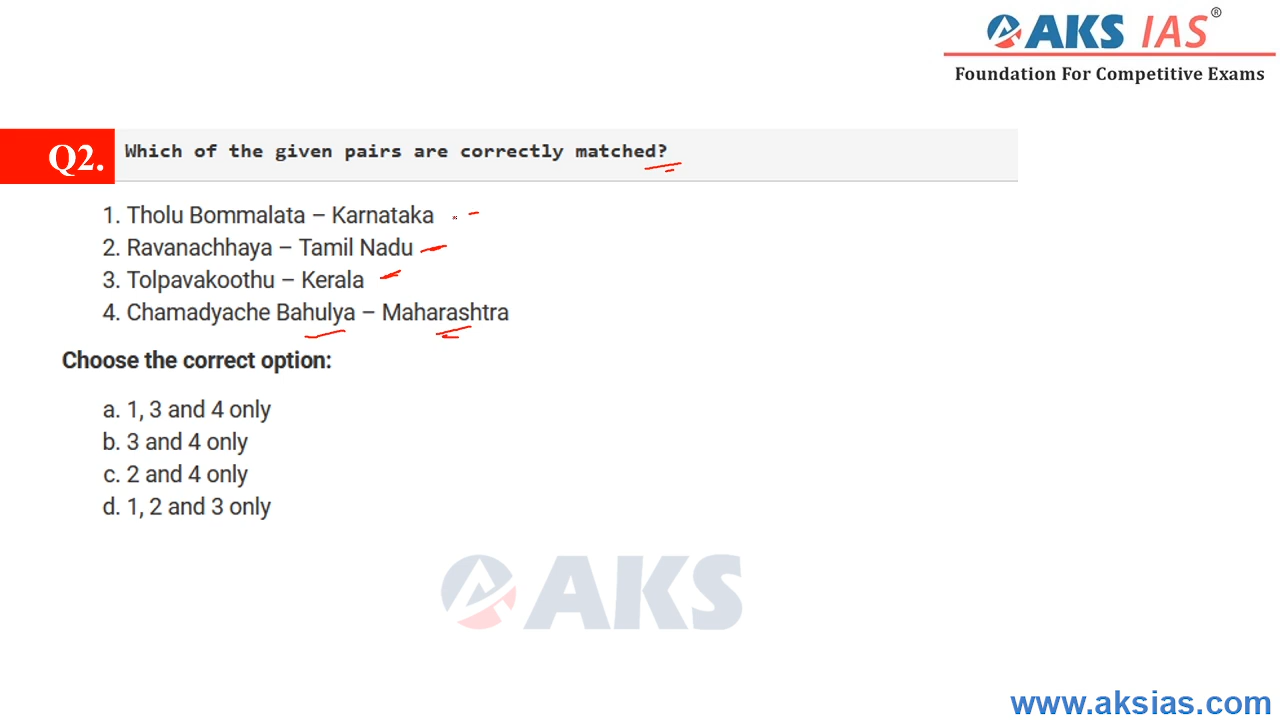 AKS IAS®
Foundation For Competitive Exams
Q2. Which of the given pairs are correctly matched?
1. Tholu Bommalata – Karnataka
2. Ravanachhaya – Tamil Nadu
3. Tolpavakoothu – Kerala
4. Chamadyache Bahulya – Maharashtra
Choose the correct option:
a. 1, 3 and 4 only
b. 3 and 4 only
c. 2 and 4 only
d. 1, 2 and 3 only
AKS
www.aksias.com